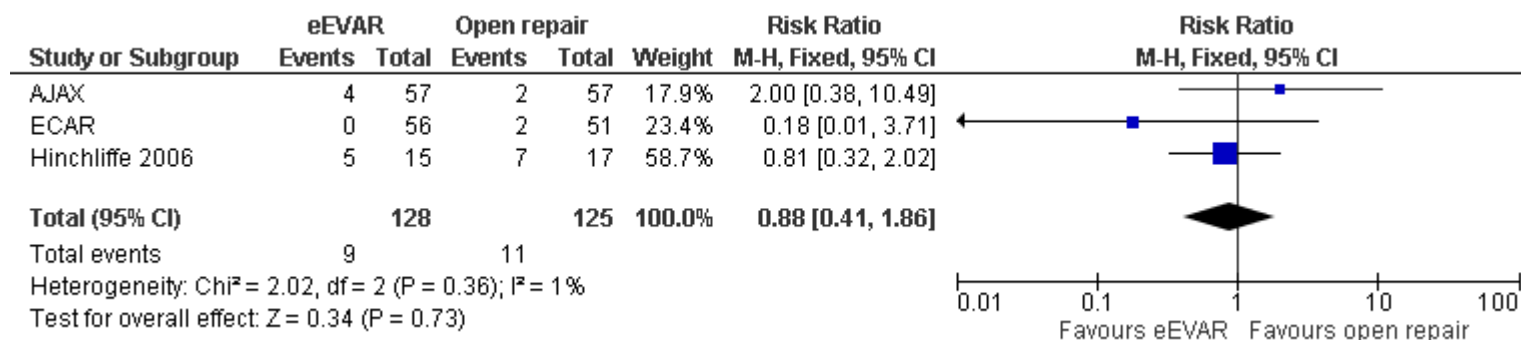 eEVAR Open repair Risk Ratio Risk Ratio
Study or Subgroup Events Total Events Total Weight M-H, Fixed, 95% CI M-H, Fixed, 95% CI
AJAX 4 57 2 57 17.9% 2.00 [0.38, 10.49]
ECAR 0 56 2 51 23.4% 0.18 [0.01, 3.71]
Hinchliffe 2006 5 15 7 17 58.7% 0.81 [0.32, 2.02]
Total (95% CI) 128 125 100.0% 0.88 [0.41, 1.86]
Total events 9 11
Heterogeneity: Chi² = 2.02, df = 2 (P = 0.36); I² = 1%
Test for overall effect: Z = 0.34 (P = 0.73)
0.01 0.1 1 10 100
Favours eEVAR Favours open repair